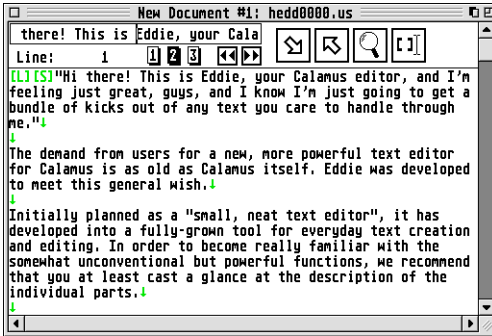 New Document #1: hedd0000.us
there! This is Eddie, your Cala
Line: 1 1 2 3
[L][S]"Hi there! This is Eddie, your Calamus editor, and I'm
feeling just great, guys, and I know I'm just going to get a
bundle of kicks out of any text you care to handle through
me."↓
↓
The demand from users for a new, more powerful text editor
for Calamus is as old as Calamus itself. Eddie was developed
to meet this general wish.↓
↓
Initially planned as a "small, neat text editor", it has
developed into a fully-grown tool for everyday text creation
and editing. In order to become really familiar with the
somewhat unconventional but powerful functions, we recommend
that you at least cast a glance at the description of the
individual parts.↓
↓